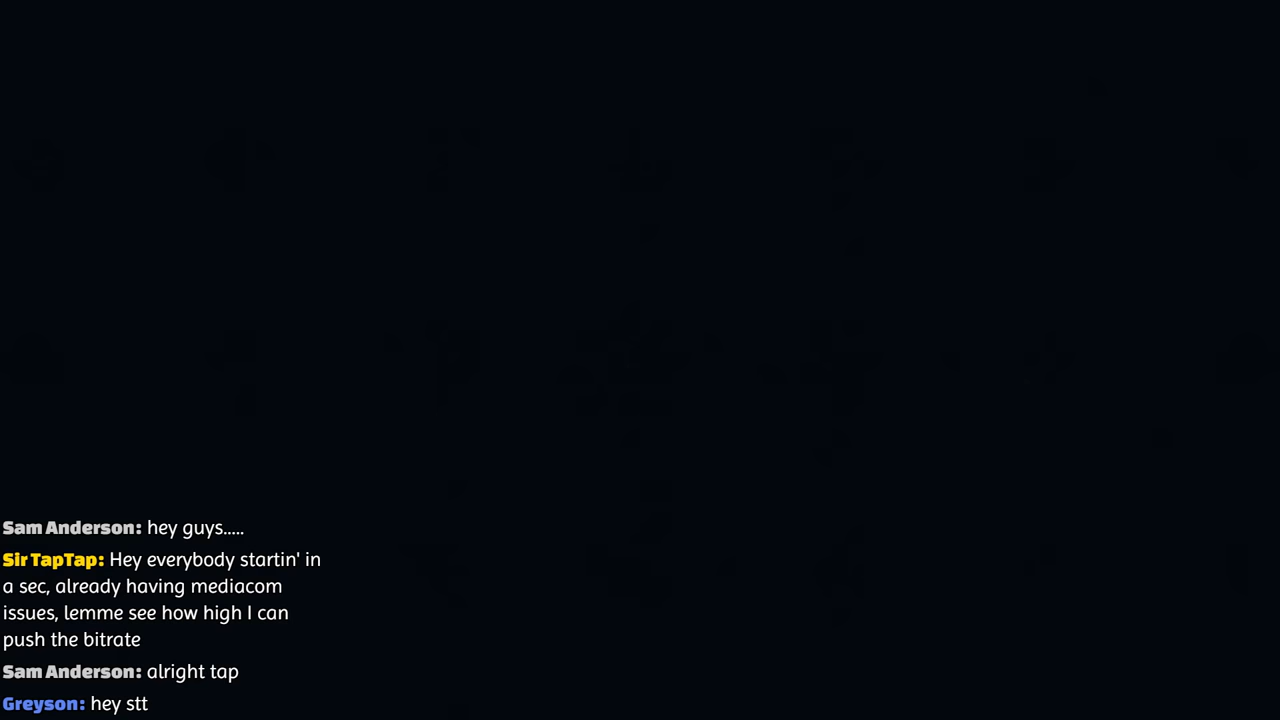 Sam Anderson: hey guys.....
Sir TapTap: Hey everybody startin' in
a sec, already having mediacom
issues, lemme see how high I can
push the bitrate
Sam Anderson: alright tap
Greyson: hey stt